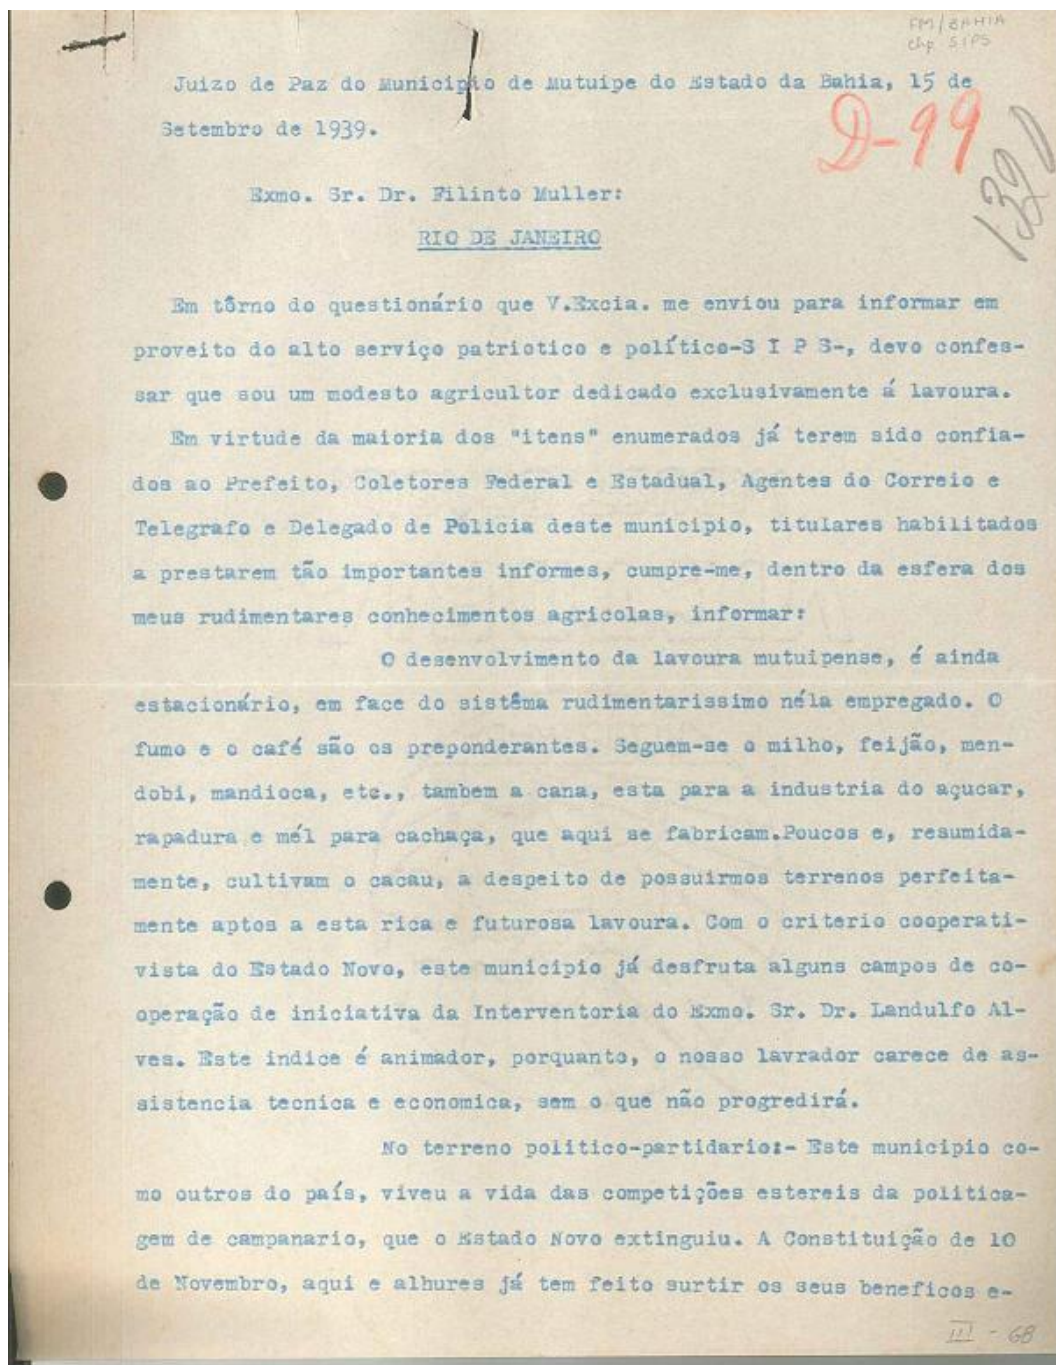 FM/BAHIA
chp SIPS
Juizo de Paz do Municipio de Mutuipe do Estado da Bahia, 15 de
Setembro de 1939.
D-99
Exmo. Sr. Dr. Filinto Muller:
RIO DE JANEIRO
Em tôrno do questionário que V.Excia. me enviou para informar em
proveito do alto serviço patriotico e político-S I P S-, devo confes-
sar que sou um modesto agricultor dedicado exclusivamente á lavoura.
Em virtude da maioria dos "itens" enumerados já terem sido confia-
dos ao Prefeito, Coletores Federal e Estadual, Agentes do Correio e
Telegrafo e Delegado de Policia deste municipio, titulares habilitados
a prestarem tão importantes informes, cumpre-me, dentro da esfera dos
meus rudimentares conhecimentos agricolas, informar:
O desenvolvimento da lavoura mutuipense, é ainda
estacionário, em face do sistêma rudimentarissimo néla empregado. O
fumo e o café são os preponderantes. Seguem-se o milho, feijão, men-
dobi, mandioca, etc., tambem a cana, esta para a industria do açucar,
rapadura e mél para cachaça, que aqui se fabricam.Poucos e, resumida-
mente, cultivam o cacau, a despeito de possuirmos terrenos perfeita-
mente aptos a esta rica e futurosa lavoura. Com o criterio cooperati-
vista do Estado Novo, este municipio já desfruta alguns campos de co-
operação de iniciativa da Interventoria do Exmo. Sr. Dr. Landulfo Al-
ves. Este indice é animador, porquanto, o nosso lavrador carece de as-
sistencia tecnica e economica, sem o que não progredirá.
No terreno politico-partidario:- Este municipio co-
mo outros do país, viveu a vida das competições estereis da politica-
gem de campanario, que o Estado Novo extinguiu. A Constituição de 10
de Novembro, aqui e alhures já tem feito surtir os seus beneficos e-
III - 68